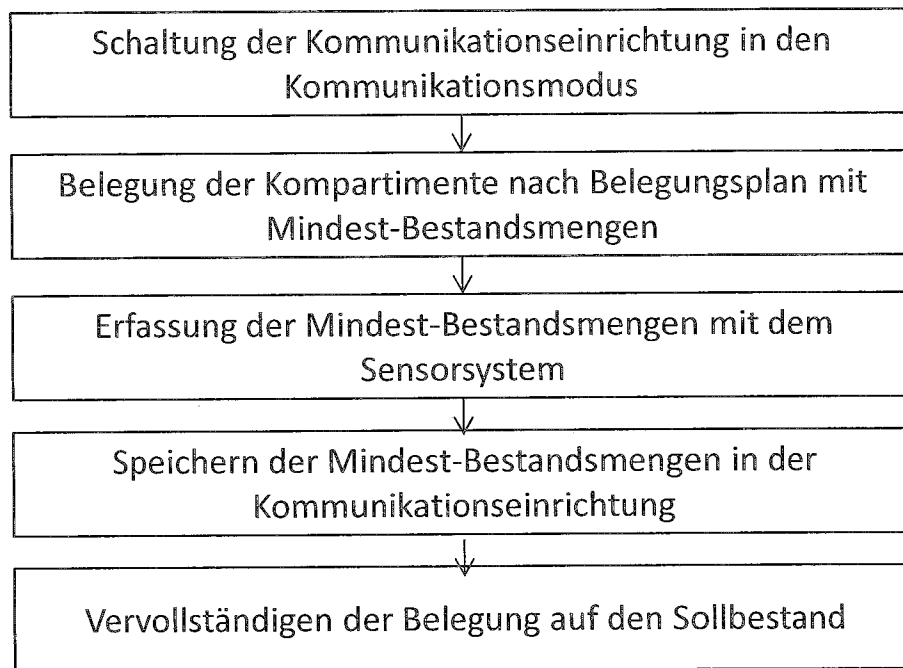 Schaltung der Kommunikationseinrichtung in den
Kommunikationsmodus
Belegung der Kompartimente nach Belegungsplan mit
Mindest-Bestandsmengen
Erfassung der Mindest-Bestandsmengen mit dem
Sensorsystem
Speichern der Mindest-Bestandsmengen in der
Kommunikationseinrichtung
Vervollständigen der Belegung auf den Sollbestand